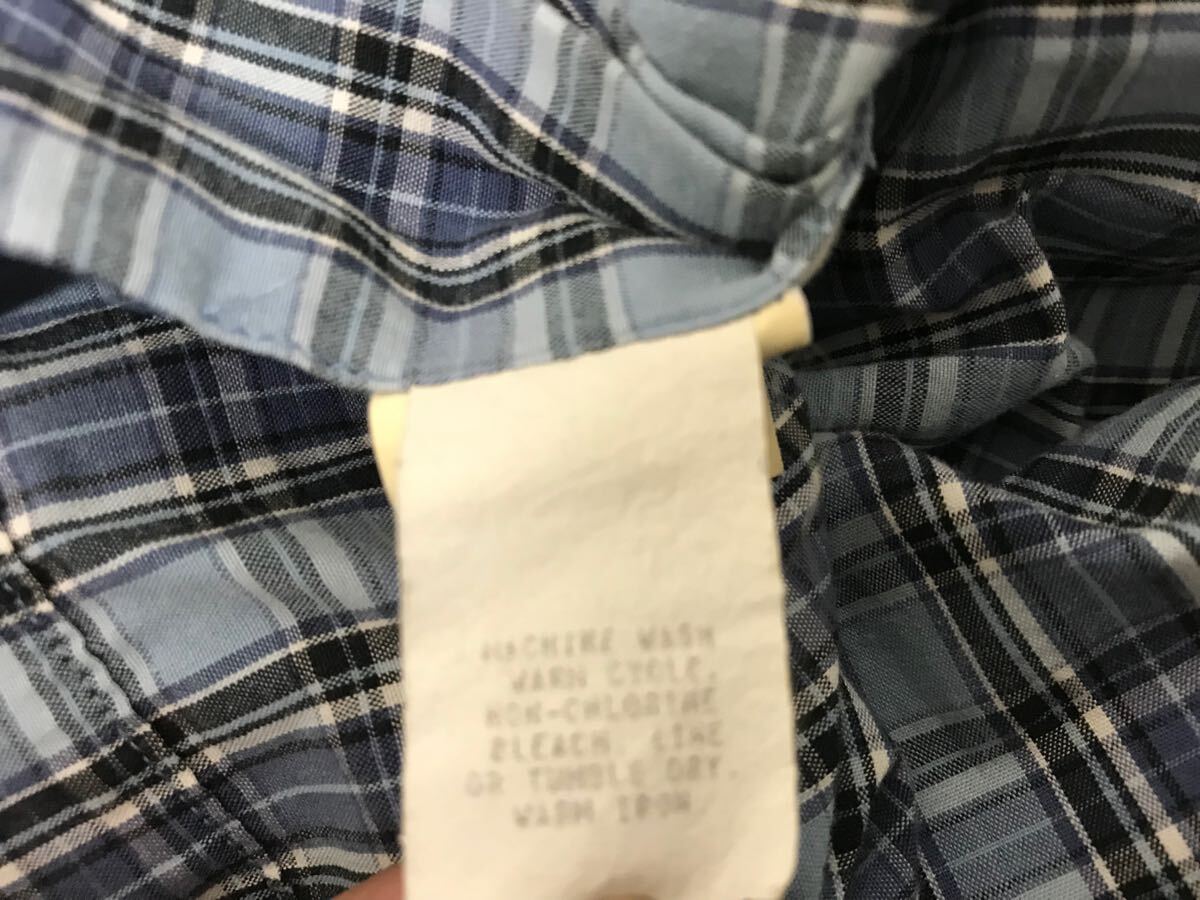 MACHINE WASH
WARM CYCLE.
NON-CHLORINE
BLEACH. LINE
OR TUMBLE DRY.
WARM IRON